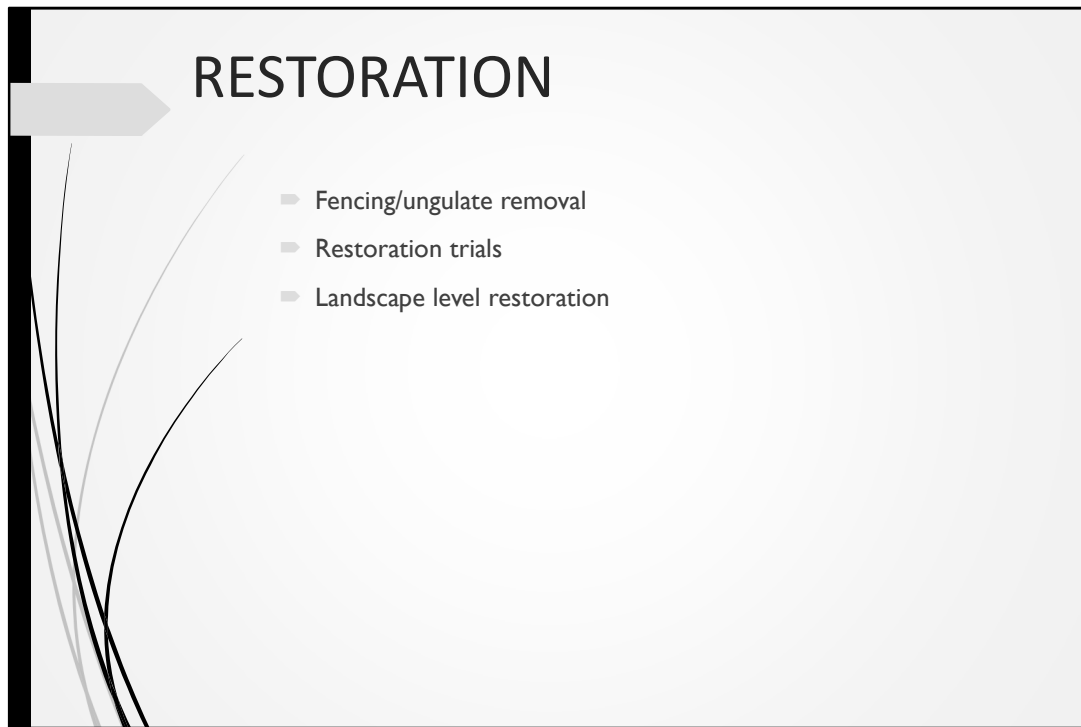 RESTORATION
Fencing/ungulate removal
Restoration trials
Landscape level restoration